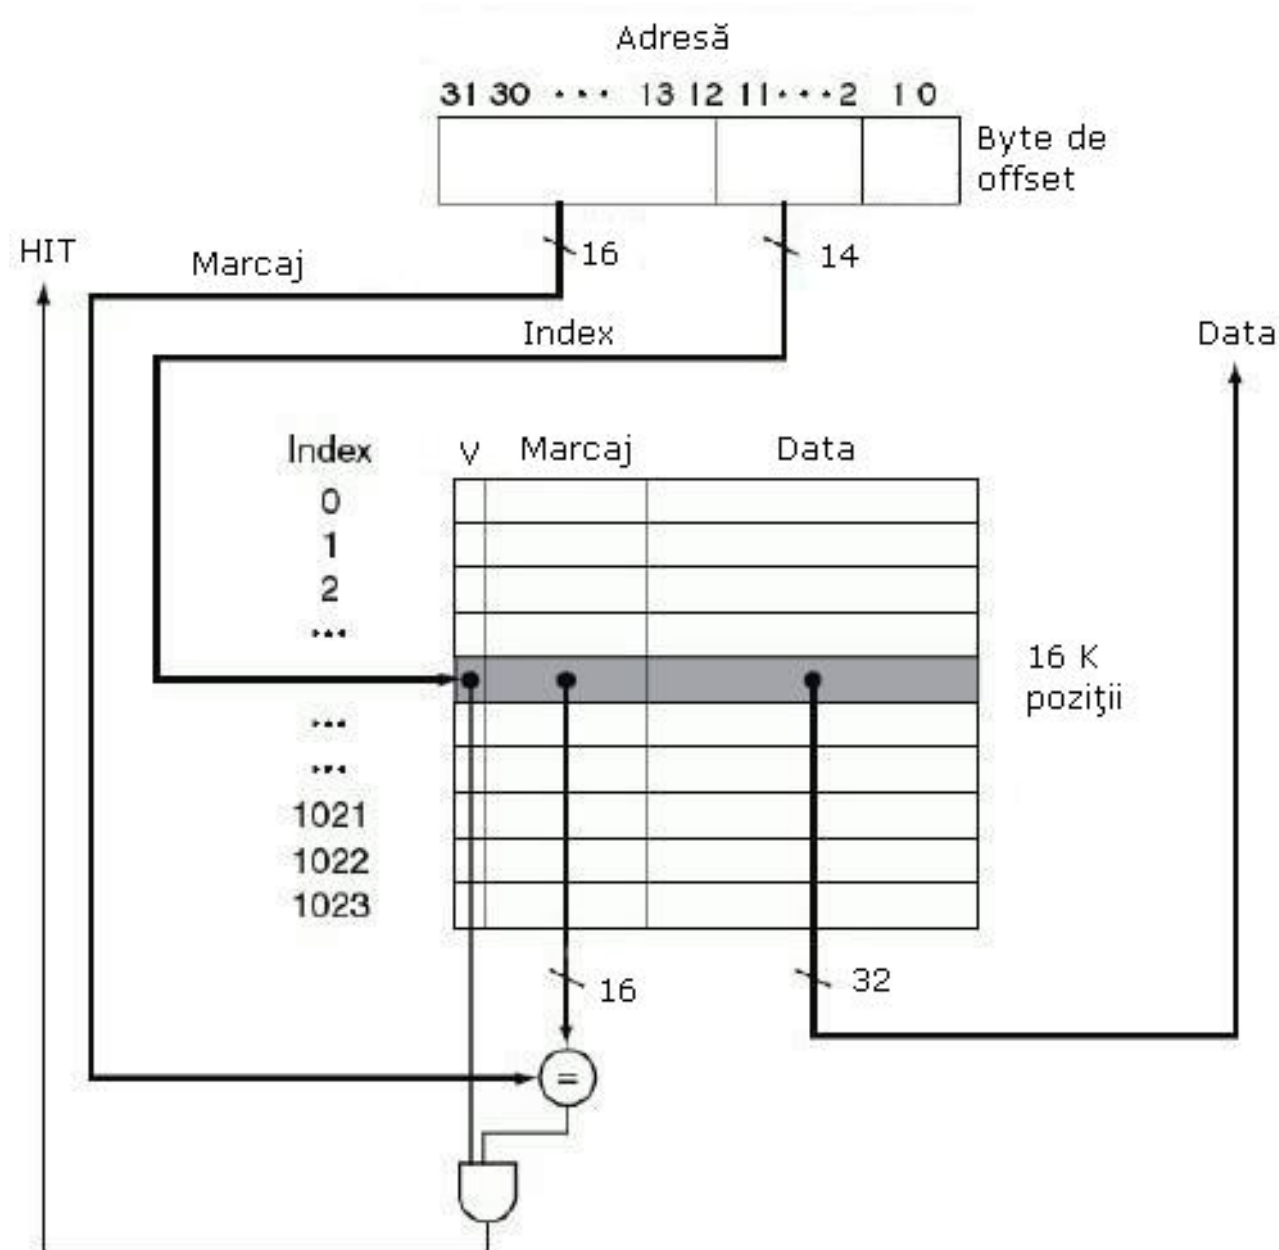 Adresă
31 30 ··· 13 12 11···2 1 0
Byte de
offset
HIT
16
14
Marcaj
Index
Data
Index
V
Marcaj
Data
0
1
2
...
16 K
poziţii
...
...
1021
1022
1023
16
32
=